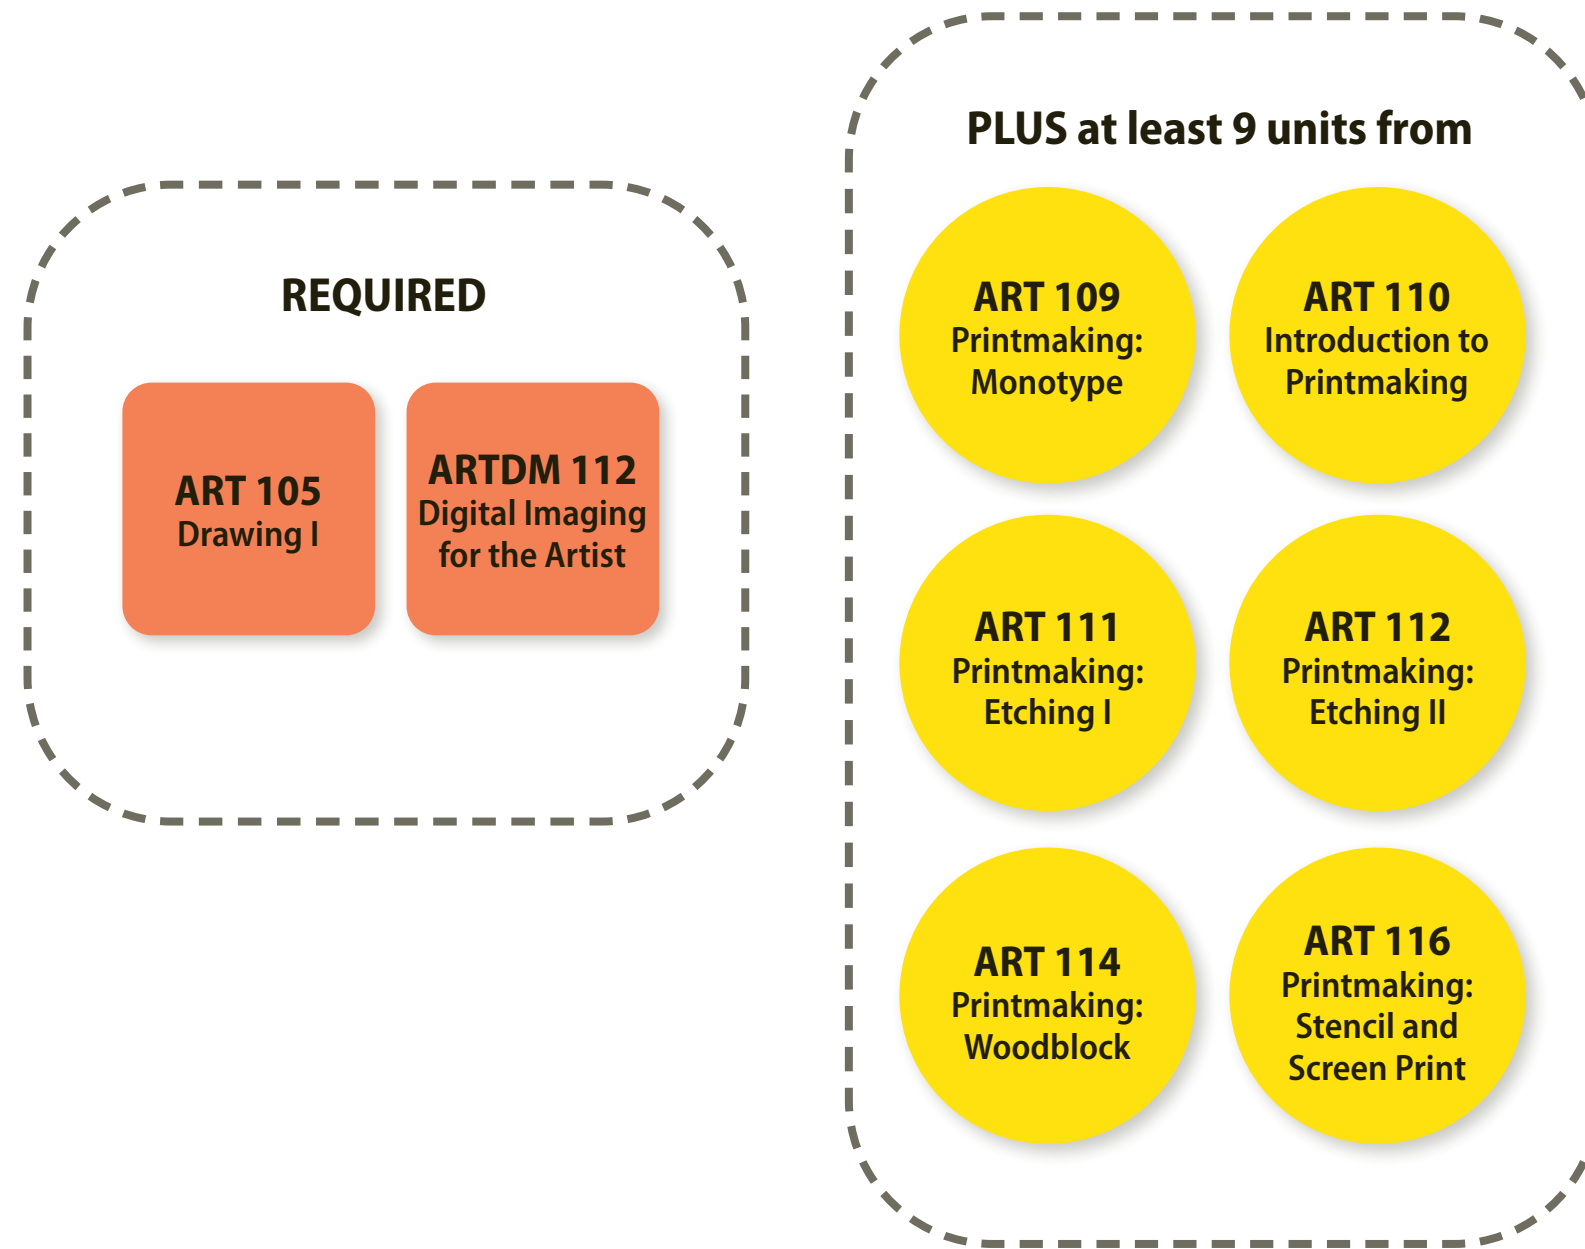 REQUIRED
ART 105
Drawing I
ARTDM 112
Digital Imaging
for the Artist
PLUS at least 9 units from
ART 109
Printmaking:
Monotype
ART 110
Introduction to
Printmaking
ART 111
Printmaking:
Etching I
ART 112
Printmaking:
Etching II
ART 114
Printmaking:
Woodblock
ART 116
Printmaking:
Stencil and
Screen Print